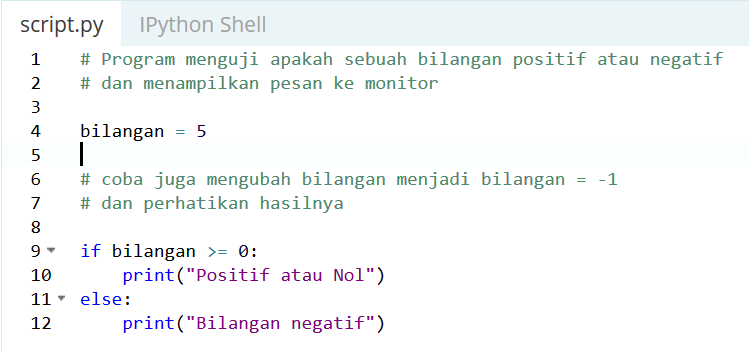 script.py IPython Shell
1 # Program menguji apakah sebuah bilangan positif atau negatif
2 # dan menampilkan pesan ke monitor
3
4 bilangan = 5
5
6 # coba juga mengubah bilangan menjadi bilangan = -1
7 # dan perhatikan hasilnya
8
9 if bilangan >= 0:
10     print("Positif atau Nol")
11 else:
12     print("Bilangan negatif")